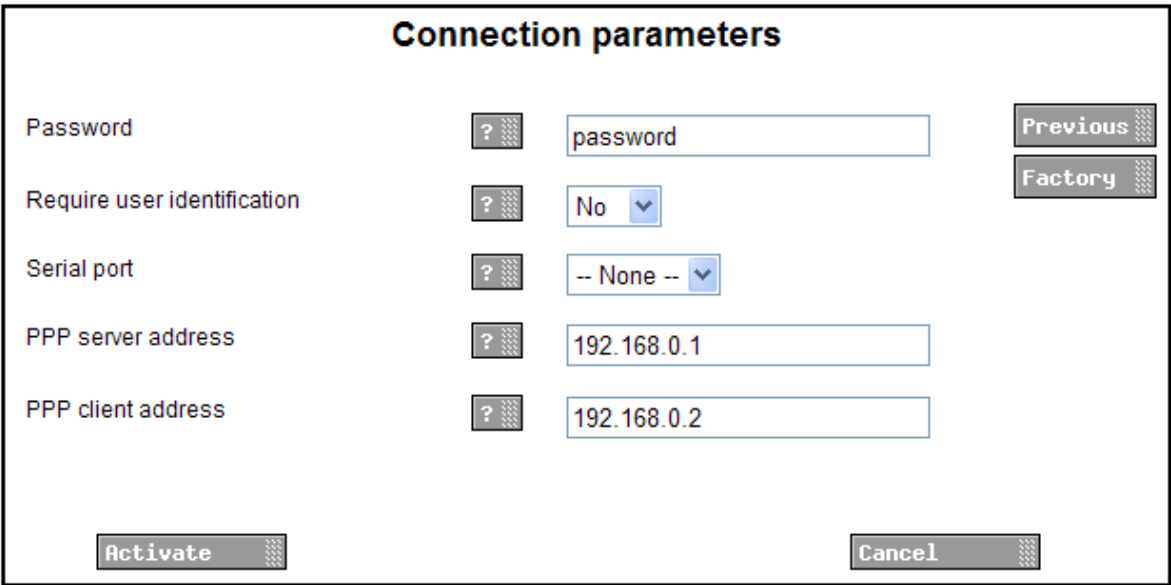 Connection parameters
Password ? password Previous
Factory
Require user identification ? No
Serial port ? -- None --
PPP server address ? 192.168.0.1
PPP client address ? 192.168.0.2
Activate Cancel